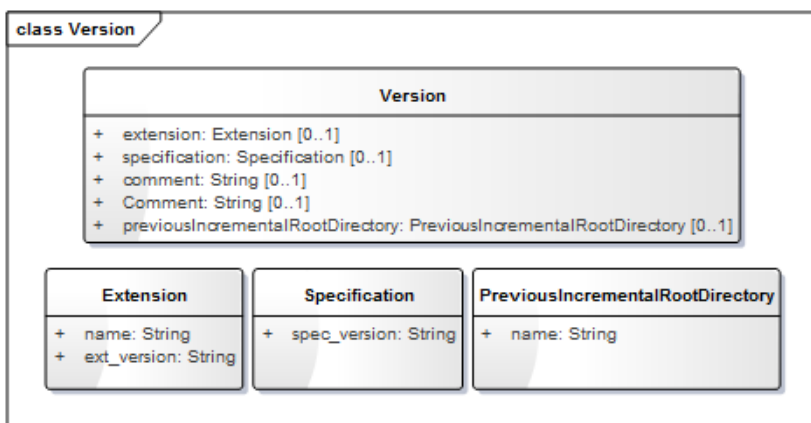 class Version
Version
+ extension: Extension [0..1]
+ specification: Specification [0..1]
+ comment: String [0..1]
+ Comment: String [0..1]
+ previousIncrementalRootDirectory: PreviousIncrementalRootDirectory [0..1]
Extension
+ name: String
+ ext_version: String
Specification
+ spec_version: String
PreviousIncrementalRootDirectory
+ name: String